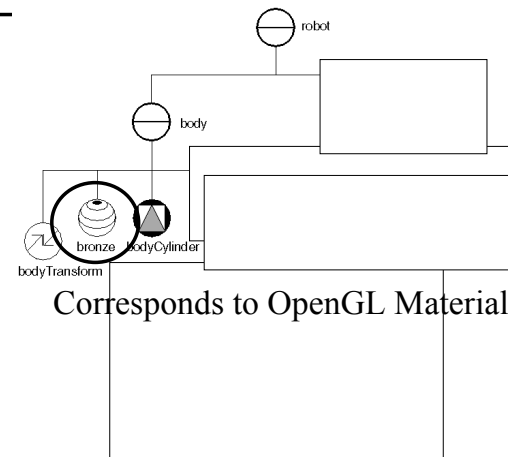 robot
body
bronze
bodyCylinder
bodyTransform
Corresponds to OpenGL Material